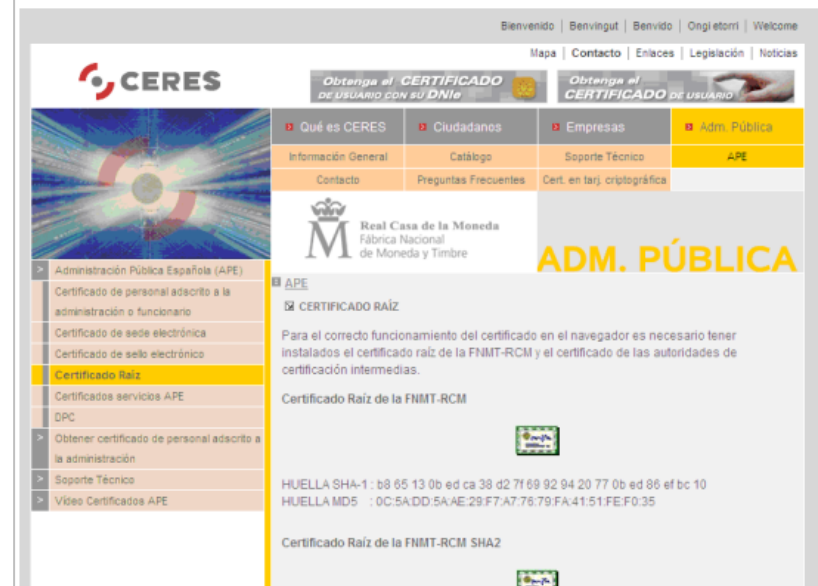 Bienvenido | Benvingut | Benvido | Ongi etorri | Welcome
Mapa | Contacto | Enlaces | Legislación | Noticias
CERES
Obtenga el CERTIFICADO
DE USUARIO CON SU DNIe
Obtenga el
CERTIFICADO DE USUARIO
Qué es CERES
Ciudadanos
Empresas
Adm. Pública
Información General
Catálogo
Soporte Técnico
APE
Contacto
Preguntas Frecuentes
Cert. en tarj. criptográfica
M
Real Casa de la Moneda
Fábrica Nacional
de Moneda y Timbre
ADM. PÚBLICA
> Administración Pública Española (APE)
Certificado de personal adscrito a la
administración o funcionario
Certificado de sede electrónica
Certificado de sello electrónico
Certificado Raíz
Certificados servicios APE
DPC
> Obtener certificado de personal adscrito a
la administración
> Soporte Técnico
> Vídeo Certificados APE
APE
CERTIFICADO RAÍZ
Para el correcto funcionamiento del certificado en el navegador es necesario tener
instalados el certificado raíz de la FNMT-RCM y el certificado de las autoridades de
certificación intermedias.
Certificado Raíz de la FNMT-RCM
HUELLA SHA-1 : b8 65 13 0b ed ca 38 d2 7f 69 92 94 20 77 0b ed 86 ef bc 10
HUELLA MD5 : 0C:5A:DD:5A:AE:29:F7:A7:76:79:FA:41:51:FE:F0:35
Certificado Raíz de la FNMT-RCM SHA2